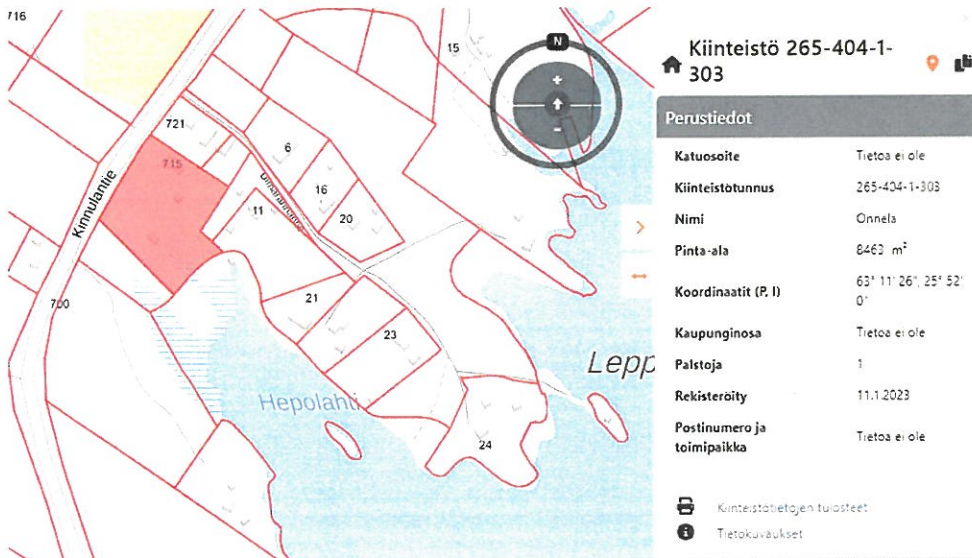 716
15
N
721
715
6
16
20
11
Kinnulantie
700
21
23
Lepp
Hepolahti
24
Kiinteistö 265-404-1-
303
Perustiedot
Katuosoite Tietoa ei ole
Kiinteistötunnus 265-404-1-303
Nimi Onnela
Pinta-ala 8463 m²
Koordinaatit (P, I) 63° 11' 26", 25° 52'
0"
Kaupunginosa Tietoa ei ole
Palstoja 1
Rekisteröity 11.1.2023
Postinumero ja
toimipaikka Tietoa ei ole
Kiinteistötietojen tulosteet
Tietokuvaukset